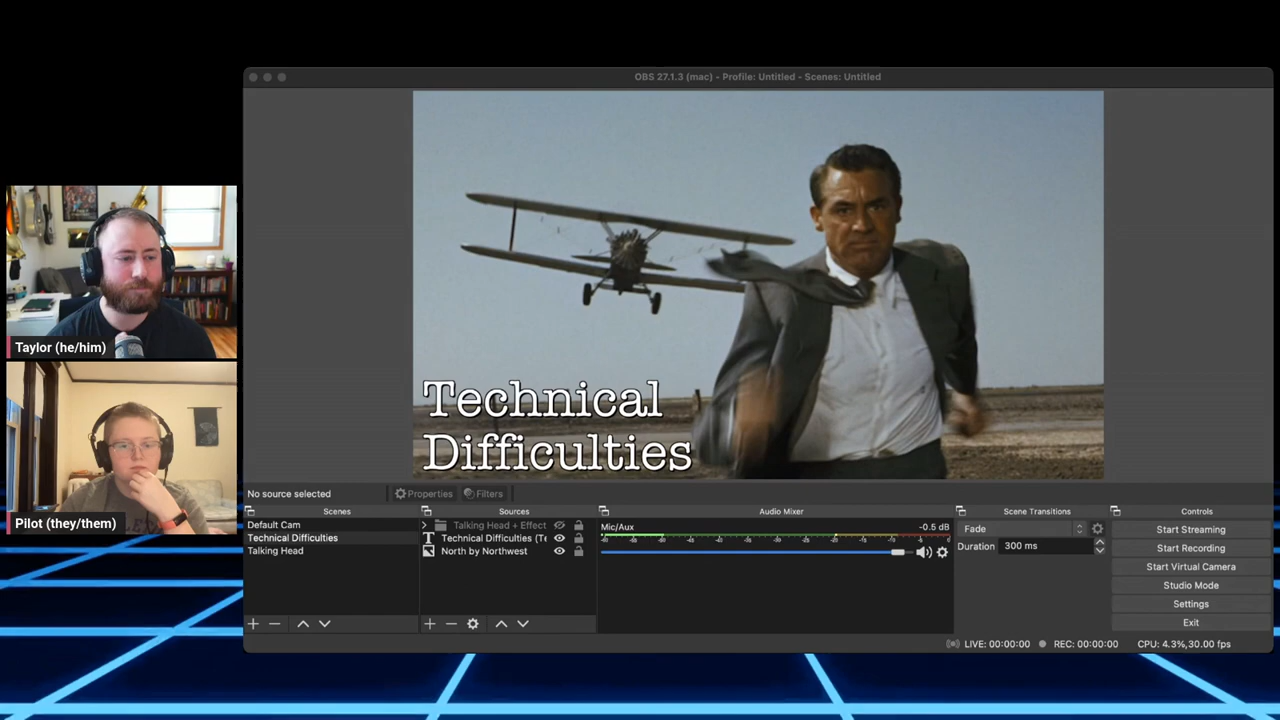 OBS 27.1.3 (mac) - Profile: Untitled - Scenes: Untitled
Technical
Difficulties
Taylor (he/him)
Pilot (they/them)
No source selected
Properties
Filters
Scenes
Default Cam
Technical Difficulties
Talking Head
Sources
Talking Head + Effect
Technical Difficulties (Te
North by Northwest
Audio Mixer
Mic/Aux
-0.5 dB
Scene Transitions
Fade
Duration
300 ms
Controls
Start Streaming
Start Recording
Start Virtual Camera
Studio Mode
Settings
Exit
LIVE: 00:00:00
REC: 00:00:00
CPU: 4.3%,30.00 fps